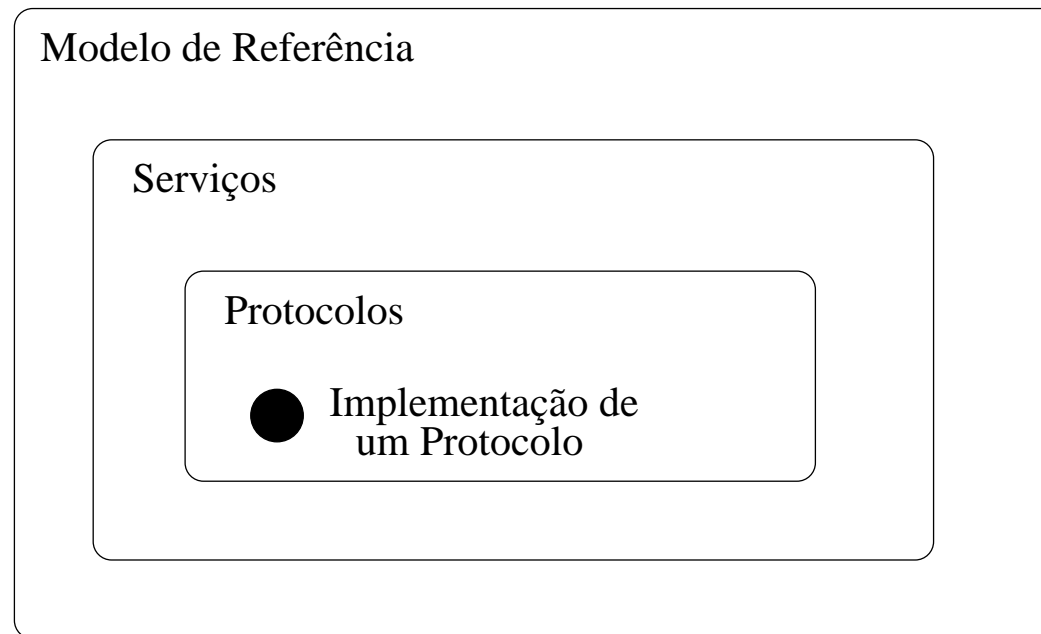 Modelo de Referência
Serviços
Protocolos
Implementação de
um Protocolo